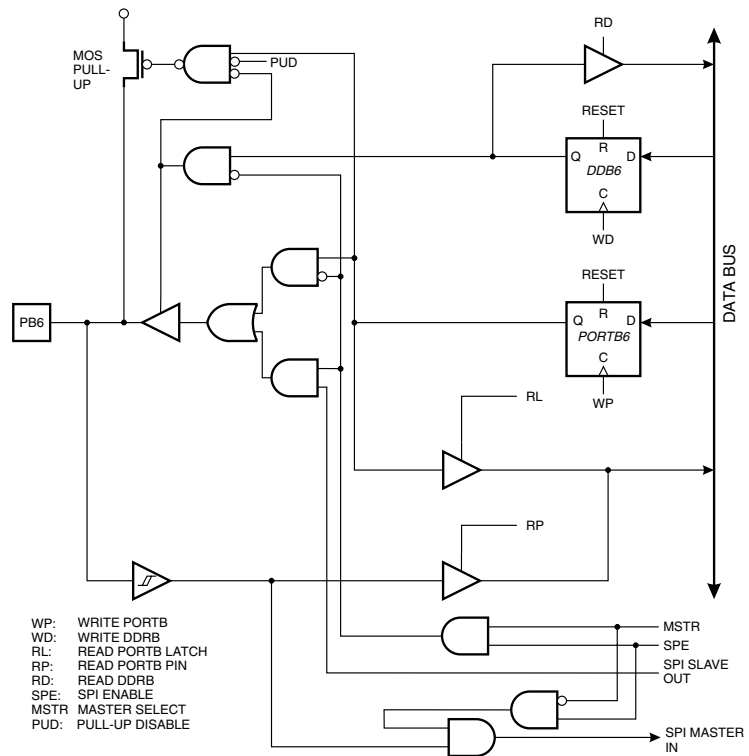 RD
MOS
PULL-
UP
PUD
RESET
R
Q
D
DDB6
C
WD
RESET
R
Q
D
PORTB6
C
WP
DATA BUS
PB6
RL
RP
WP: WRITE PORTB
WD: WRITE DDRB
RL: READ PORTB LATCH
RP: READ PORTB PIN
RD: READ DDRB
SPE: SPI ENABLE
MSTR MASTER SELECT
PUD: PULL-UP DISABLE
MSTR
SPE
SPI SLAVE
OUT
SPI MASTER
IN